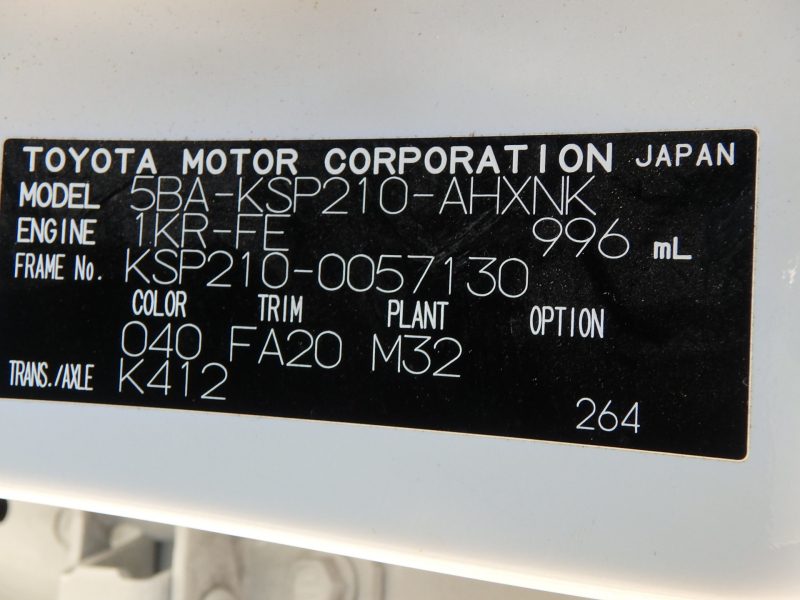 TOYOTA MOTOR CORPORATION JAPAN
MODEL 5BA-KSP210-AHXNK
ENGINE 1KR-FE 996 mL
FRAME No. KSP210-0057130
COLOR TRIM PLANT OPTION
040 FA20 M32
TRANS./AXLE K412
264